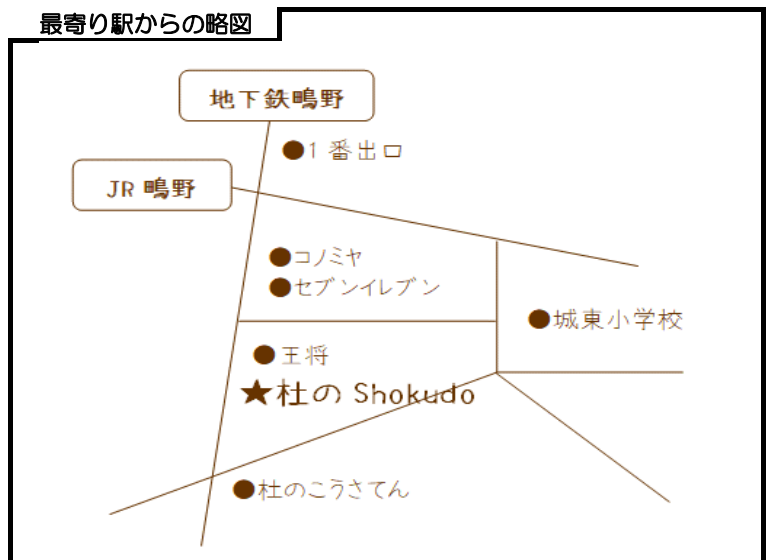 最寄り駅からの略図
地下鉄鴫野
●1番出口
JR 鴫野
●コノミヤ
●セブンイレブン
●城東小学校
●王将
★杜の Shokudo
●杜のこうさてん